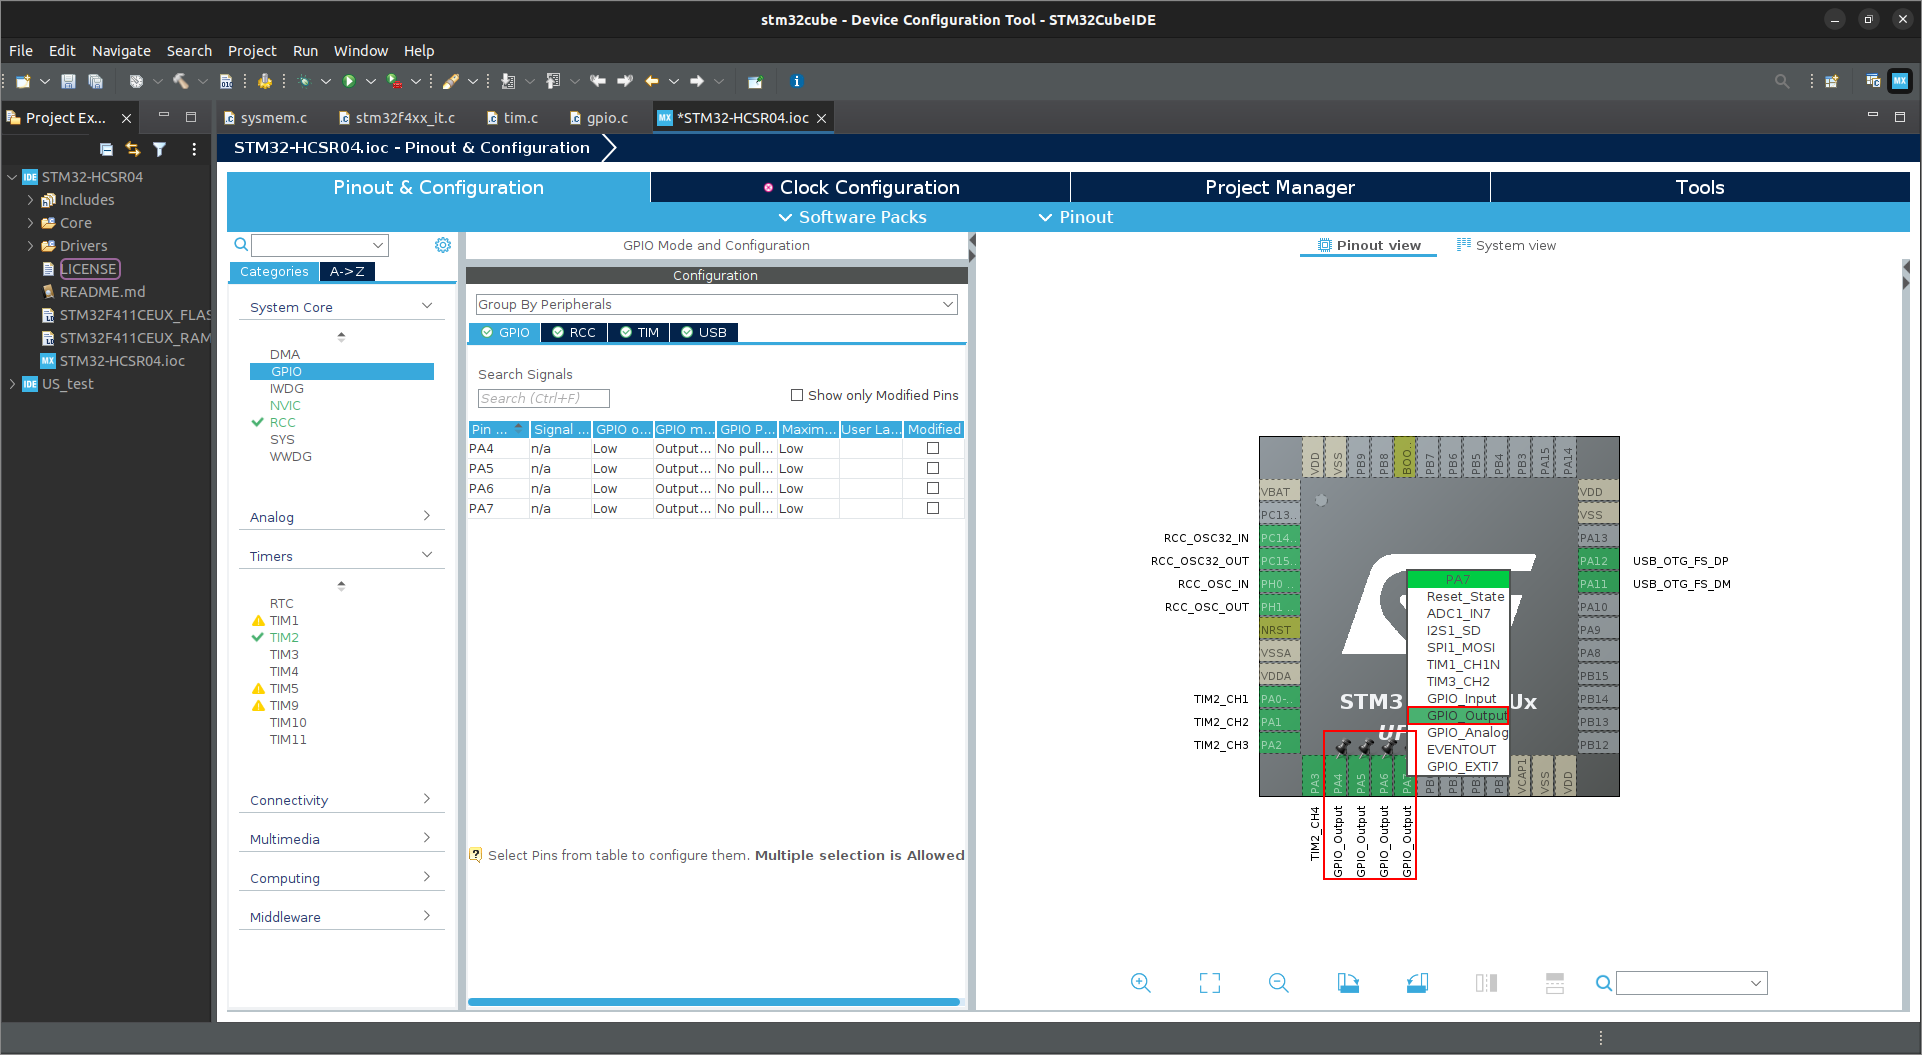 stm32cube - Device Configuration Tool - STM32CubeIDE
File Edit Navigate Search Project Run Window Help
Project Ex...
sysmem.c
stm32f4xx_it.c
tim.c
gpio.c
*STM32-HCSR04.ioc
STM32-HCSR04.ioc - Pinout & Configuration
STM32-HCSR04
Includes
Core
Drivers
LICENSE
README.md
STM32F411CEUX_FLAS
STM32F411CEUX_RAM
STM32-HCSR04.ioc
US_test
Pinout & Configuration
Clock Configuration
Project Manager
Tools
Software Packs
Pinout
Categories
A->Z
System Core
DMA
GPIO
IWDG
NVIC
RCC
SYS
WWDG
Analog
Timers
RTC
TIM1
TIM2
TIM3
TIM4
TIM5
TIM9
TIM10
TIM11
Connectivity
Multimedia
Computing
Middleware
GPIO Mode and Configuration
Configuration
Group By Peripherals
GPIO RCC TIM USB
Search Signals
Search (Ctrl+F)
Show only Modified Pins
Pin ... Signal ... GPIO o... GPIO m... GPIO P... Maxim... User La... Modified
PA4 n/a Low Output... No pull... Low
PA5 n/a Low Output... No pull... Low
PA6 n/a Low Output... No pull... Low
PA7 n/a Low Output... No pull... Low
Select Pins from table to configure them. Multiple selection is Allowed
Pinout view
System view
VDD VSS PB9 PB8 BOO.. PB7 PB6 PB5 PB4 PB3 PA15 PA14
VBAT
PC13..
RCC_OSC32_IN PC14..
RCC_OSC32_OUT PC15..
RCC_OSC_IN PH0 ..
RCC_OSC_OUT PH1 ..
NRST
VSSA
VDDA
TIM2_CH1 PA0-..
TIM2_CH2 PA1
TIM2_CH3 PA2
VDD
VSS
PA13
PA12 USB_OTG_FS_DP
PA11 USB_OTG_FS_DM
PA10
PA9
PA8
PB15
PB14
PB13
PB12
PA7
Reset_State
ADC1_IN7
I2S1_SD
SPI1_MOSI
TIM1_CH1N
TIM3_CH2
GPIO_Input
GPIO_Output
GPIO_Analog
EVENTOUT
GPIO_EXTI7
STM3
Ux
UF
PA3 PA4 PA5 PA6 VCAP1 VSS VDD
TIM2_CH4
GPIO_Output
GPIO_Output
GPIO_Output
GPIO_Output